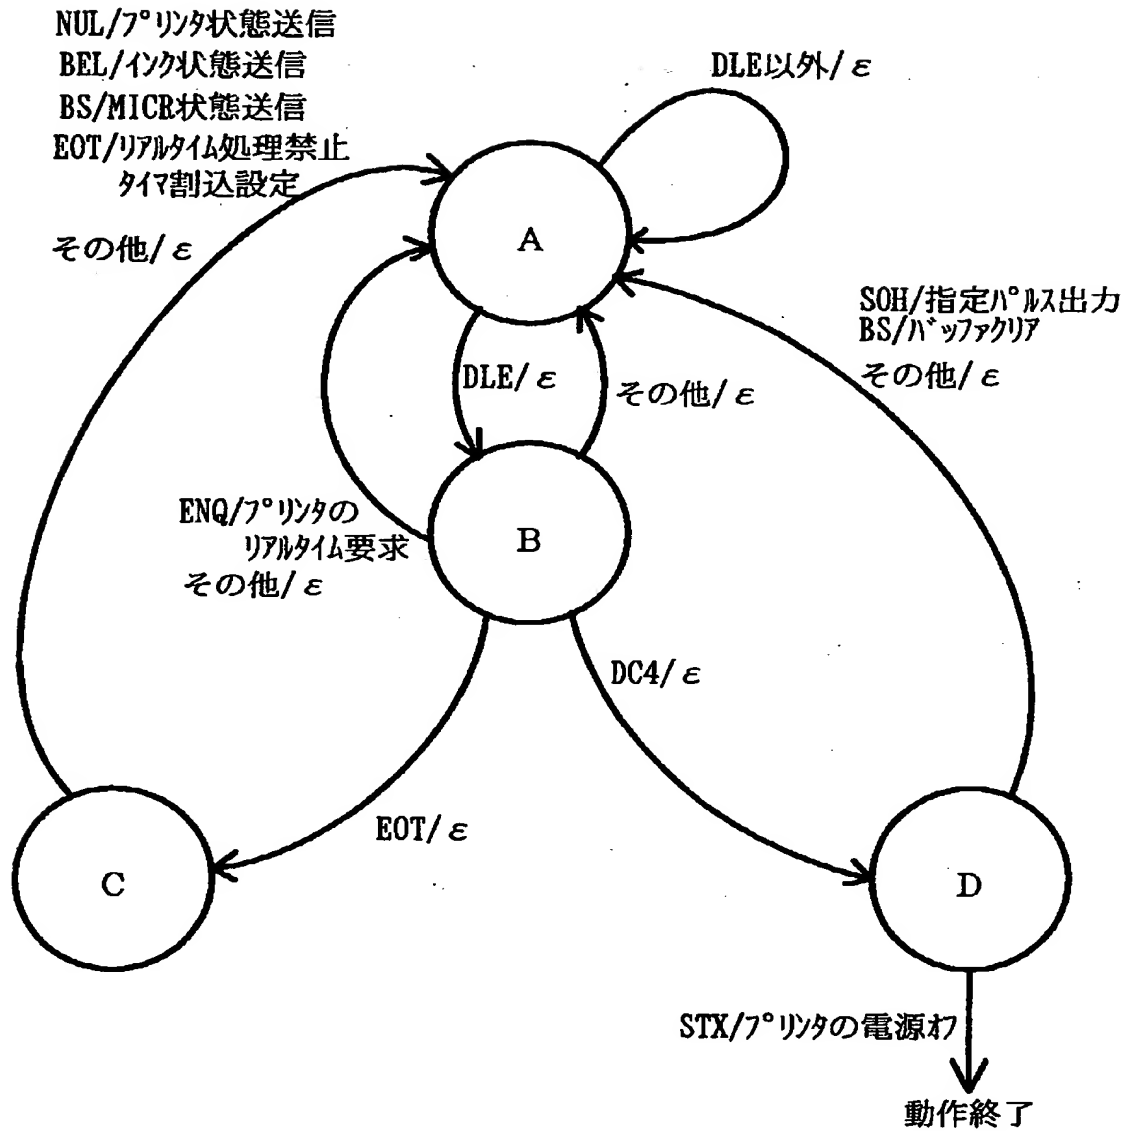 NUL/プリンタ状態送信
BEL/インク状態送信
BS/MICR状態送信
EOT/リアルタイム処理禁止
タイマ割込設定
その他/ε
DLE以外/ε
A
SOH/指定パルス出力
BS/バッファクリア
その他/ε
DLE/ε
その他/ε
ENQ/プリンタの
リアルタイム要求
その他/ε
B
DC4/ε
EOT/ε
C
D
STX/プリンタの電源オフ
動作終了